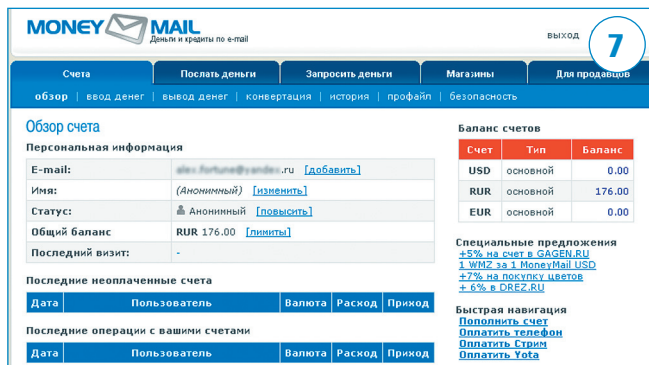 MONEY MAIL
Деньги и кредиты по e-mail
выход
7
Счета Послать деньги Запросить деньги Магазины Для продавцов
обзор | ввод денег | вывод денег | конвертация | история | профайл | безопасность
Обзор счета
Персональная информация
E-mail: .ru [добавить]
Имя: (Анонимный) [изменить]
Статус: Анонимный [повысить]
Общий баланс RUR 176.00 [лимиты]
Последний визит: -
Последние неоплаченные счета
Дата Пользователь Валюта Расход Приход
Последние операции с вашими счетами
Дата Пользователь Валюта Расход Приход
Баланс счетов
Счет Тип Баланс
USD основной 0.00
RUR основной 176.00
EUR основной 0.00
Специальные предложения
+5% на счет в GAGEN.RU
1 WMZ за 1 MoneyMail USD
+7% на покупку цветов
+ 6% в DREZ.RU
Быстрая навигация
Пополнить счет
Оплатить телефон
Оплатить Стрим
Оплатить Yota